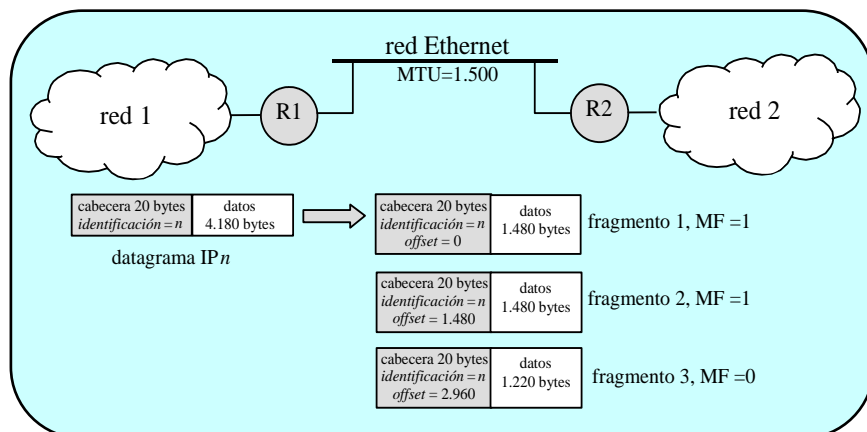 red Ethernet
MTU=1.500
red 1
R1
R2
red 2
cabecera 20 bytes
identificación = n
datos
4.180 bytes
datagrama IP n
cabecera 20 bytes
identificación = n
offset = 0
datos
1.480 bytes
fragmento 1, MF =1
cabecera 20 bytes
identificación = n
offset = 1.480
datos
1.480 bytes
fragmento 2, MF =1
cabecera 20 bytes
identificación = n
offset = 2.960
datos
1.220 bytes
fragmento 3, MF =0